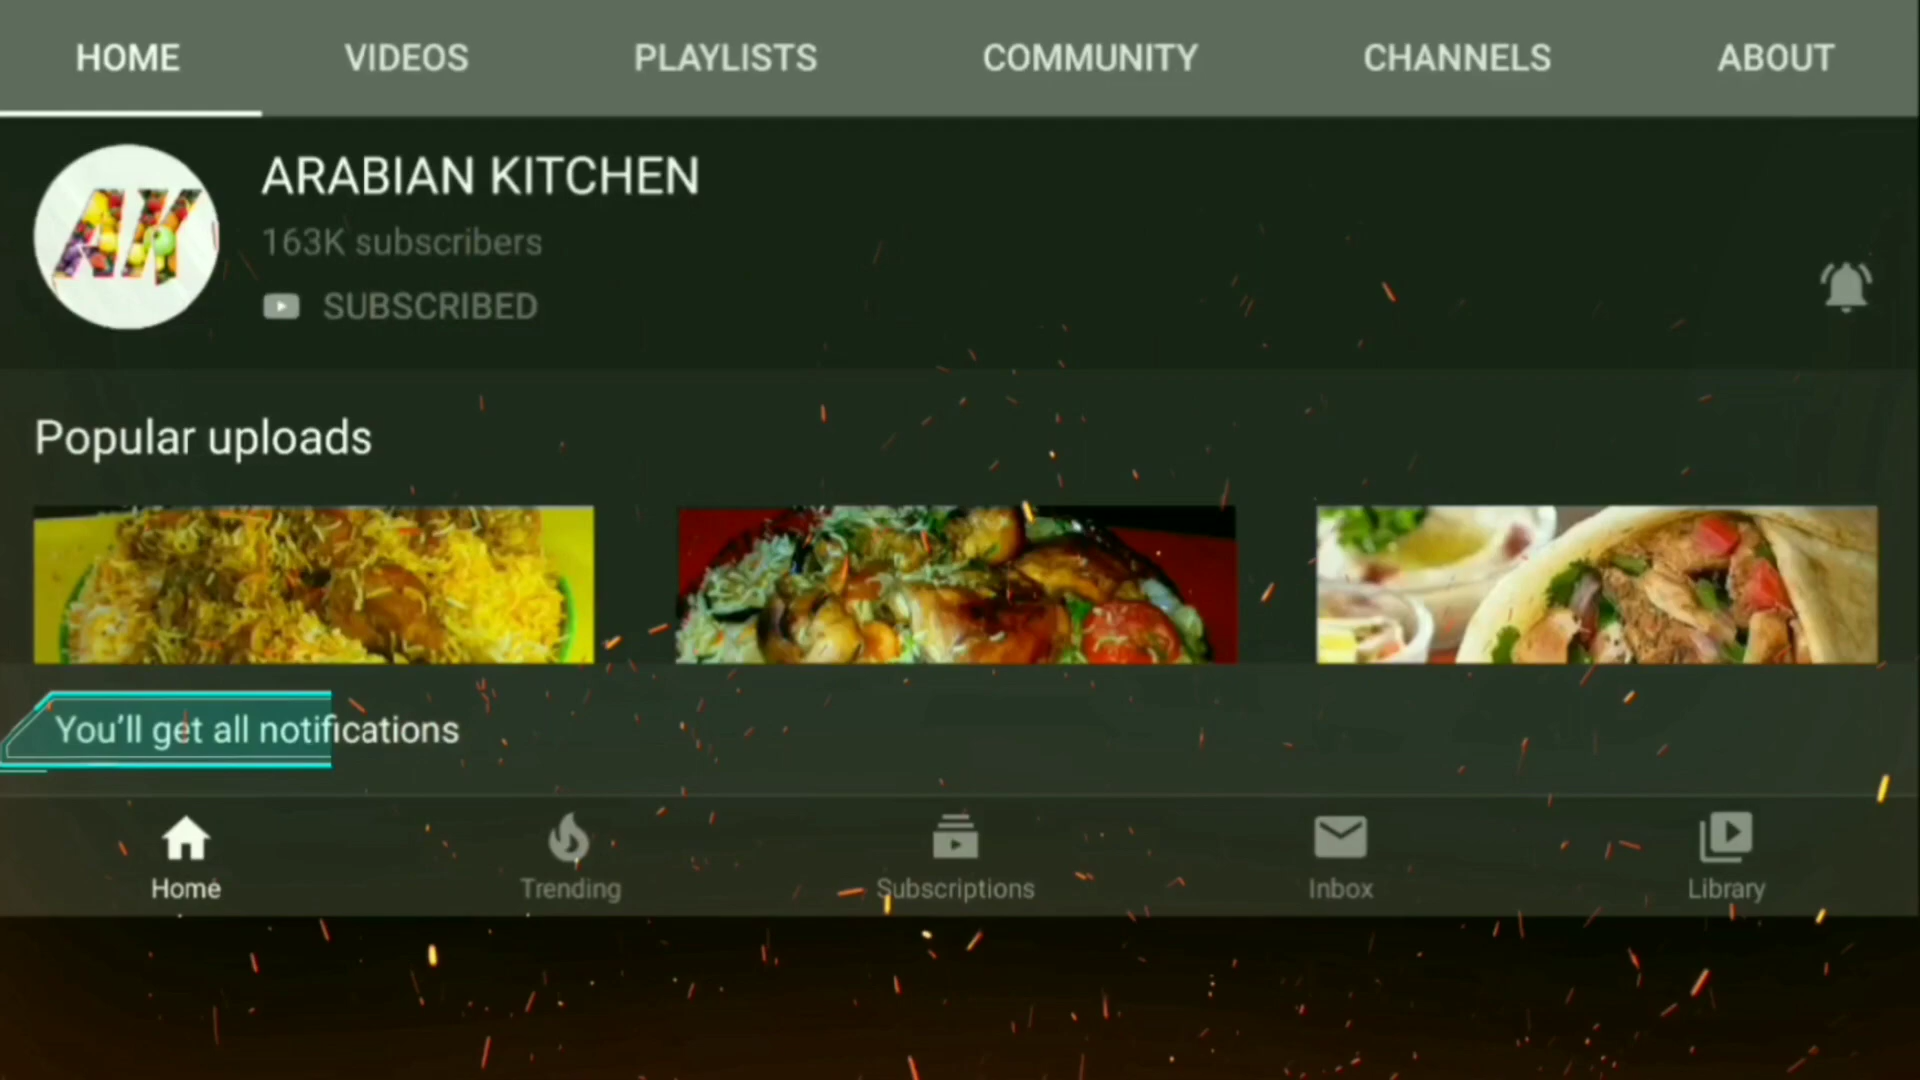 HOME VIDEOS PLAYLISTS COMMUNITY CHANNELS ABOUT
AK
ARABIAN KITCHEN
163K subscribers
SUBSCRIBED
Popular uploads
You’ll get all notifications
Home Trending Subscriptions Inbox Library